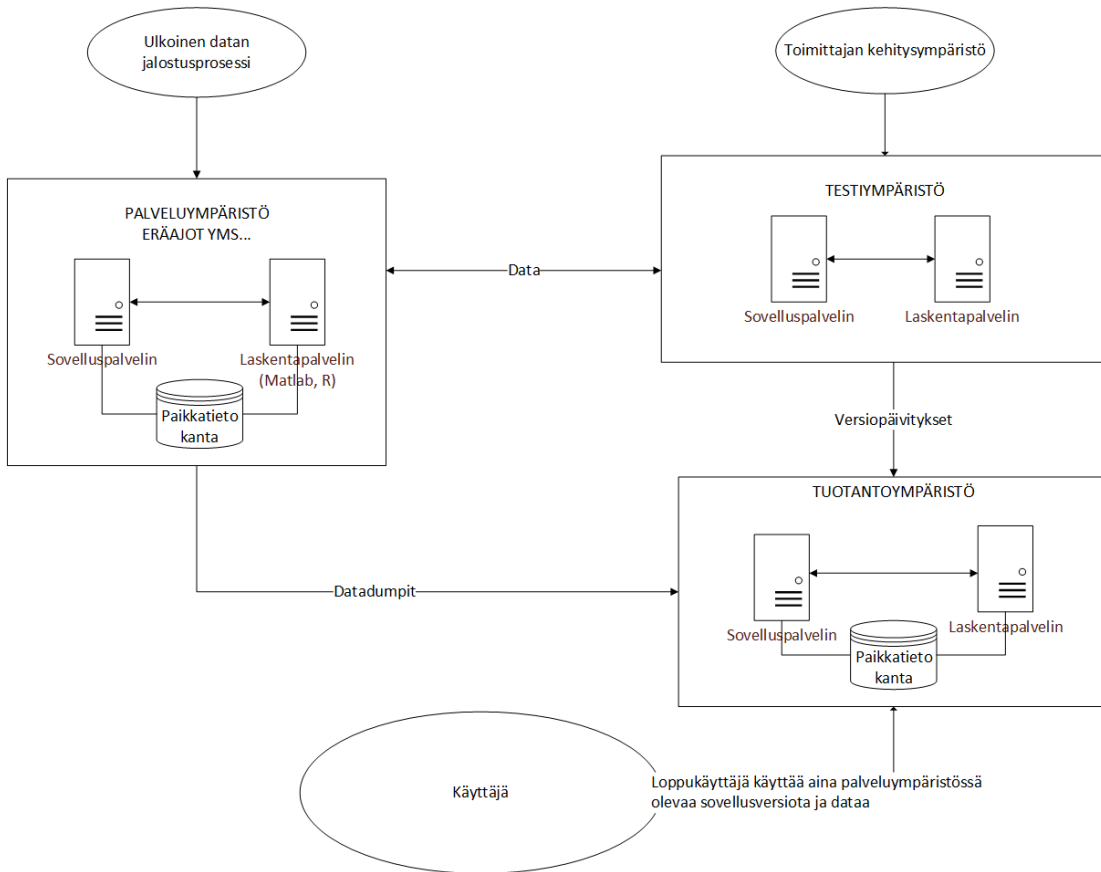 Ulkoinen datan
jalostusprosessi
Toimittajan kehitysympäristö
PALVELUYMPÄRISTÖ
ERÄAJOT YMS...
Sovelluspalvelin
Laskentapalvelin
(Matlab, R)
Paikkatieto
kanta
Data
TESTIYMPÄRISTÖ
Sovelluspalvelin
Laskentapalvelin
Versiopäivitykset
Datadumpit
TUOTANTOYMPÄRISTÖ
Sovelluspalvelin
Laskentapalvelin
Paikkatieto
kanta
Käyttäjä
Loppukäyttäjä käyttää aina palveluympäristössä
olevaa sovellusversiota ja dataa